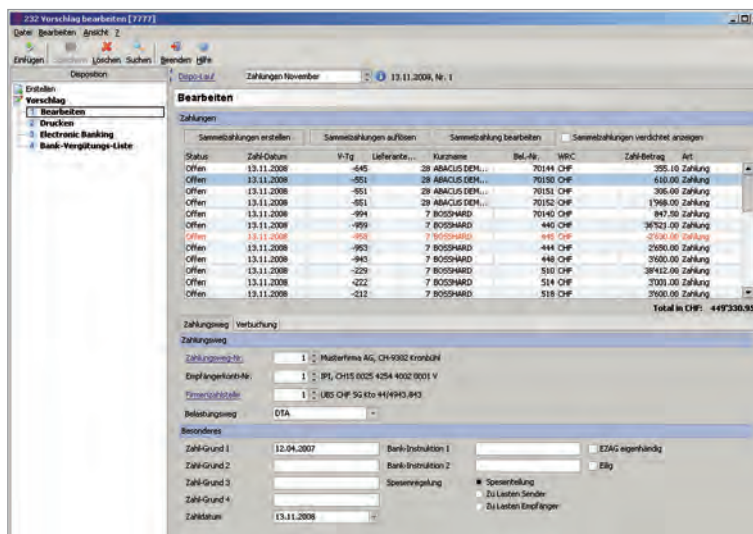 232 Vorschlag bearbeiten [7777]
Datei Bearbeiten Ansicht ?
Einfügen Speichern Löschen Suchen Beenden Hilfe
Disposition
Erstellen
Vorschlag
1 Bearbeiten
2 Drucken
3 Electronic Banking
4 Bank-Vergütungs-Liste
Dispo-Lauf Zahlungen November 13.11.2008, Nr. 1
Bearbeiten
Zahlungen
Sammelzahlungen erstellen Sammelzahlungen auflösen Sammelzahlung bearbeiten Sammelzahlungen verdichtet anzeigen
Status Zahl-Datum V-Tg Lieferante... Kurzname Bel.-Nr. WRC Zahl-Betrag Art
Offen 13.11.2008 -645 28 ABACUS DEM... 70144 CHF 355.10 Zahlung
Offen 13.11.2008 -551 28 ABACUS DEM... 70150 CHF 610.00 Zahlung
Offen 13.11.2008 -551 28 ABACUS DEM... 70151 CHF 306.00 Zahlung
Offen 13.11.2008 -551 28 ABACUS DEM... 70152 CHF 1'968.00 Zahlung
Offen 13.11.2008 -994 7 BOSSHARD 70140 CHF 847.50 Zahlung
Offen 13.11.2008 -959 7 BOSSHARD 440 CHF 36'521.00 Zahlung
Offen 13.11.2008 -958 7 BOSSHARD 445 CHF -2'630.00 Zahlung
Offen 13.11.2008 -953 7 BOSSHARD 444 CHF 2'650.00 Zahlung
Offen 13.11.2008 -943 7 BOSSHARD 448 CHF 3'600.00 Zahlung
Offen 13.11.2008 -229 7 BOSSHARD 510 CHF 38'412.00 Zahlung
Offen 13.11.2008 -222 7 BOSSHARD 514 CHF 3'001.00 Zahlung
Offen 13.11.2008 -212 7 BOSSHARD 518 CHF 3'600.00 Zahlung
Total in CHF: 449'330.95
Zahlungsweg Verbuchung
Zahlungsweg
Zahlungsweg-Nr. 1 Musterfirma AG, CH-9302 Kronbühl
Empfängerkonti-Nr. 1 IPI, CH15 0025 4254 4002 0001 V
Firmenzahlstelle 1 UBS CHF SG Kto 44/4943.843
Belastungsweg DTA
Besonderes
Zahl-Grund 1 12.04.2007 Bank-Instruktion 1 EZAG eigenhändig
Zahl-Grund 2 Bank-Instruktion 2 Eilig
Zahl-Grund 3 Spesenregelung Spesenteilung
Zahl-Grund 4 Zu Lasten Sender
Zu Lasten Empfänger
Zahldatum 13.11.2008